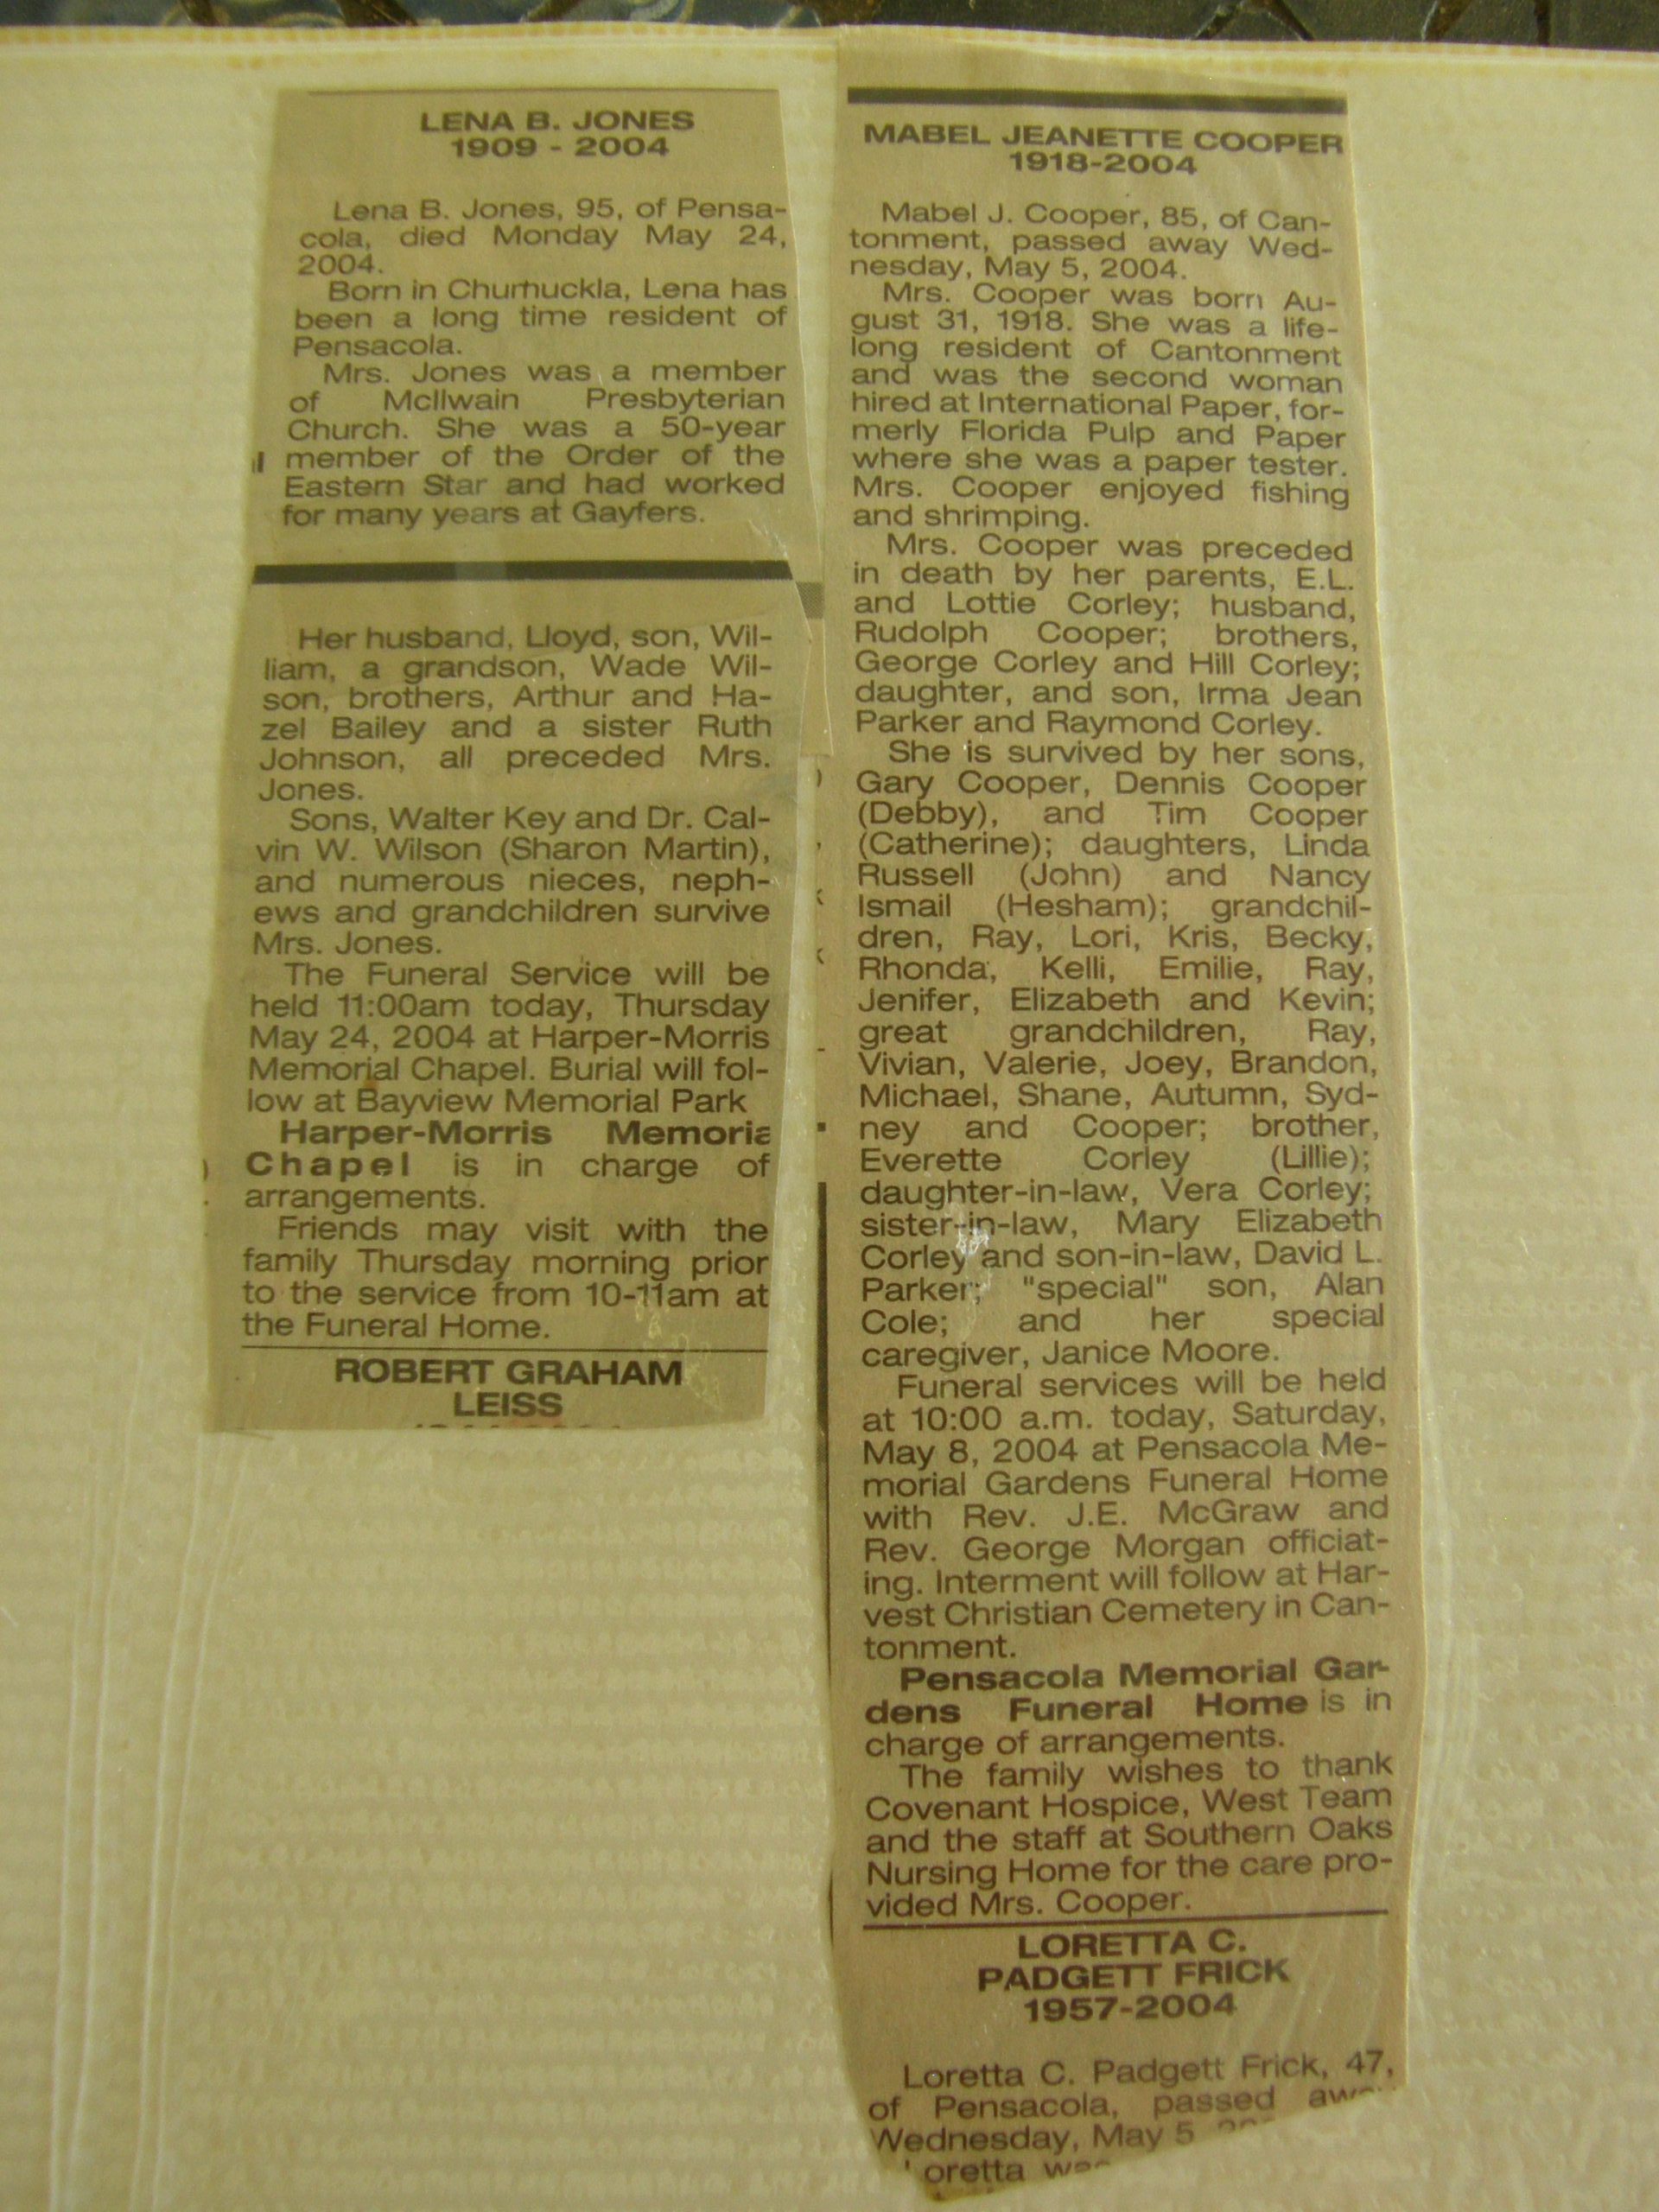 LENA B. JONES
1909 - 2004
Lena B. Jones, 95, of Pensa-
cola, died Monday May 24,
2004.
Born in Chumuckla, Lena has
been a long time resident of
Pensacola.
Mrs. Jones was a member
of McIlwain Presbyterian
Church. She was a 50-year
member of the Order of the
Eastern Star and had worked
for many years at Gayfers.
Her husband, Lloyd, son, Wil-
liam, a grandson, Wade Wil-
son, brothers, Arthur and Ha-
zel Bailey and a sister Ruth
Johnson, all preceded Mrs.
Jones.
Sons, Walter Key and Dr. Cal-
vin W. Wilson (Sharon Martin),
and numerous nieces, neph-
ews and grandchildren survive
Mrs. Jones.
The Funeral Service will be
held 11:00am today, Thursday
May 24, 2004 at Harper-Morris
Memorial Chapel. Burial will fol-
low at Bayview Memorial Park
Harper-Morris Memoria
Chapel is in charge of
arrangements.
Friends may visit with the
family Thursday morning prior
to the service from 10-11am at
the Funeral Home.
ROBERT GRAHAM
LEISS
MABEL JEANETTE COOPER
1918-2004
Mabel J. Cooper, 85, of Can-
tonment, passed away Wed-
nesday, May 5, 2004.
Mrs. Cooper was born Au-
gust 31, 1918. She was a life-
long resident of Cantonment
and was the second woman
hired at International Paper, for-
merly Florida Pulp and Paper
where she was a paper tester.
Mrs. Cooper enjoyed fishing
and shrimping.
Mrs. Cooper was preceded
in death by her parents, E.L.
and Lottie Corley; husband,
Rudolph Cooper; brothers,
George Corley and Hill Corley;
daughter, and son, Irma Jean
Parker and Raymond Corley.
She is survived by her sons,
Gary Cooper, Dennis Cooper
(Debby), and Tim Cooper
(Catherine); daughters, Linda
Russell (John) and Nancy
Ismail (Hesham); grandchil-
dren, Ray, Lori, Kris, Becky,
Rhonda, Kelli, Emilie, Ray,
Jenifer, Elizabeth and Kevin;
great grandchildren, Ray,
Vivian, Valerie, Joey, Brandon,
Michael, Shane, Autumn, Syd-
ney and Cooper; brother,
Everette Corley (Lillie);
daughter-in-law, Vera Corley;
sister-in-law, Mary Elizabeth
Corley and son-in-law, David L.
Parker; "special" son, Alan
Cole; and her special
caregiver, Janice Moore.
Funeral services will be held
at 10:00 a.m. today, Saturday,
May 8, 2004 at Pensacola Me-
morial Gardens Funeral Home
with Rev. J.E. McGraw and
Rev. George Morgan officiat-
ing. Interment will follow at Har-
vest Christian Cemetery in Can-
tonment.
Pensacola Memorial Gar-
dens Funeral Home is in
charge of arrangements.
The family wishes to thank
Covenant Hospice, West Team
and the staff at Southern Oaks
Nursing Home for the care pro-
vided Mrs. Cooper.
LORETTA C.
PADGETT FRICK
1957-2004
Loretta C. Padgett Frick, 47,
of Pensacola, passed
Wednesday, May 5